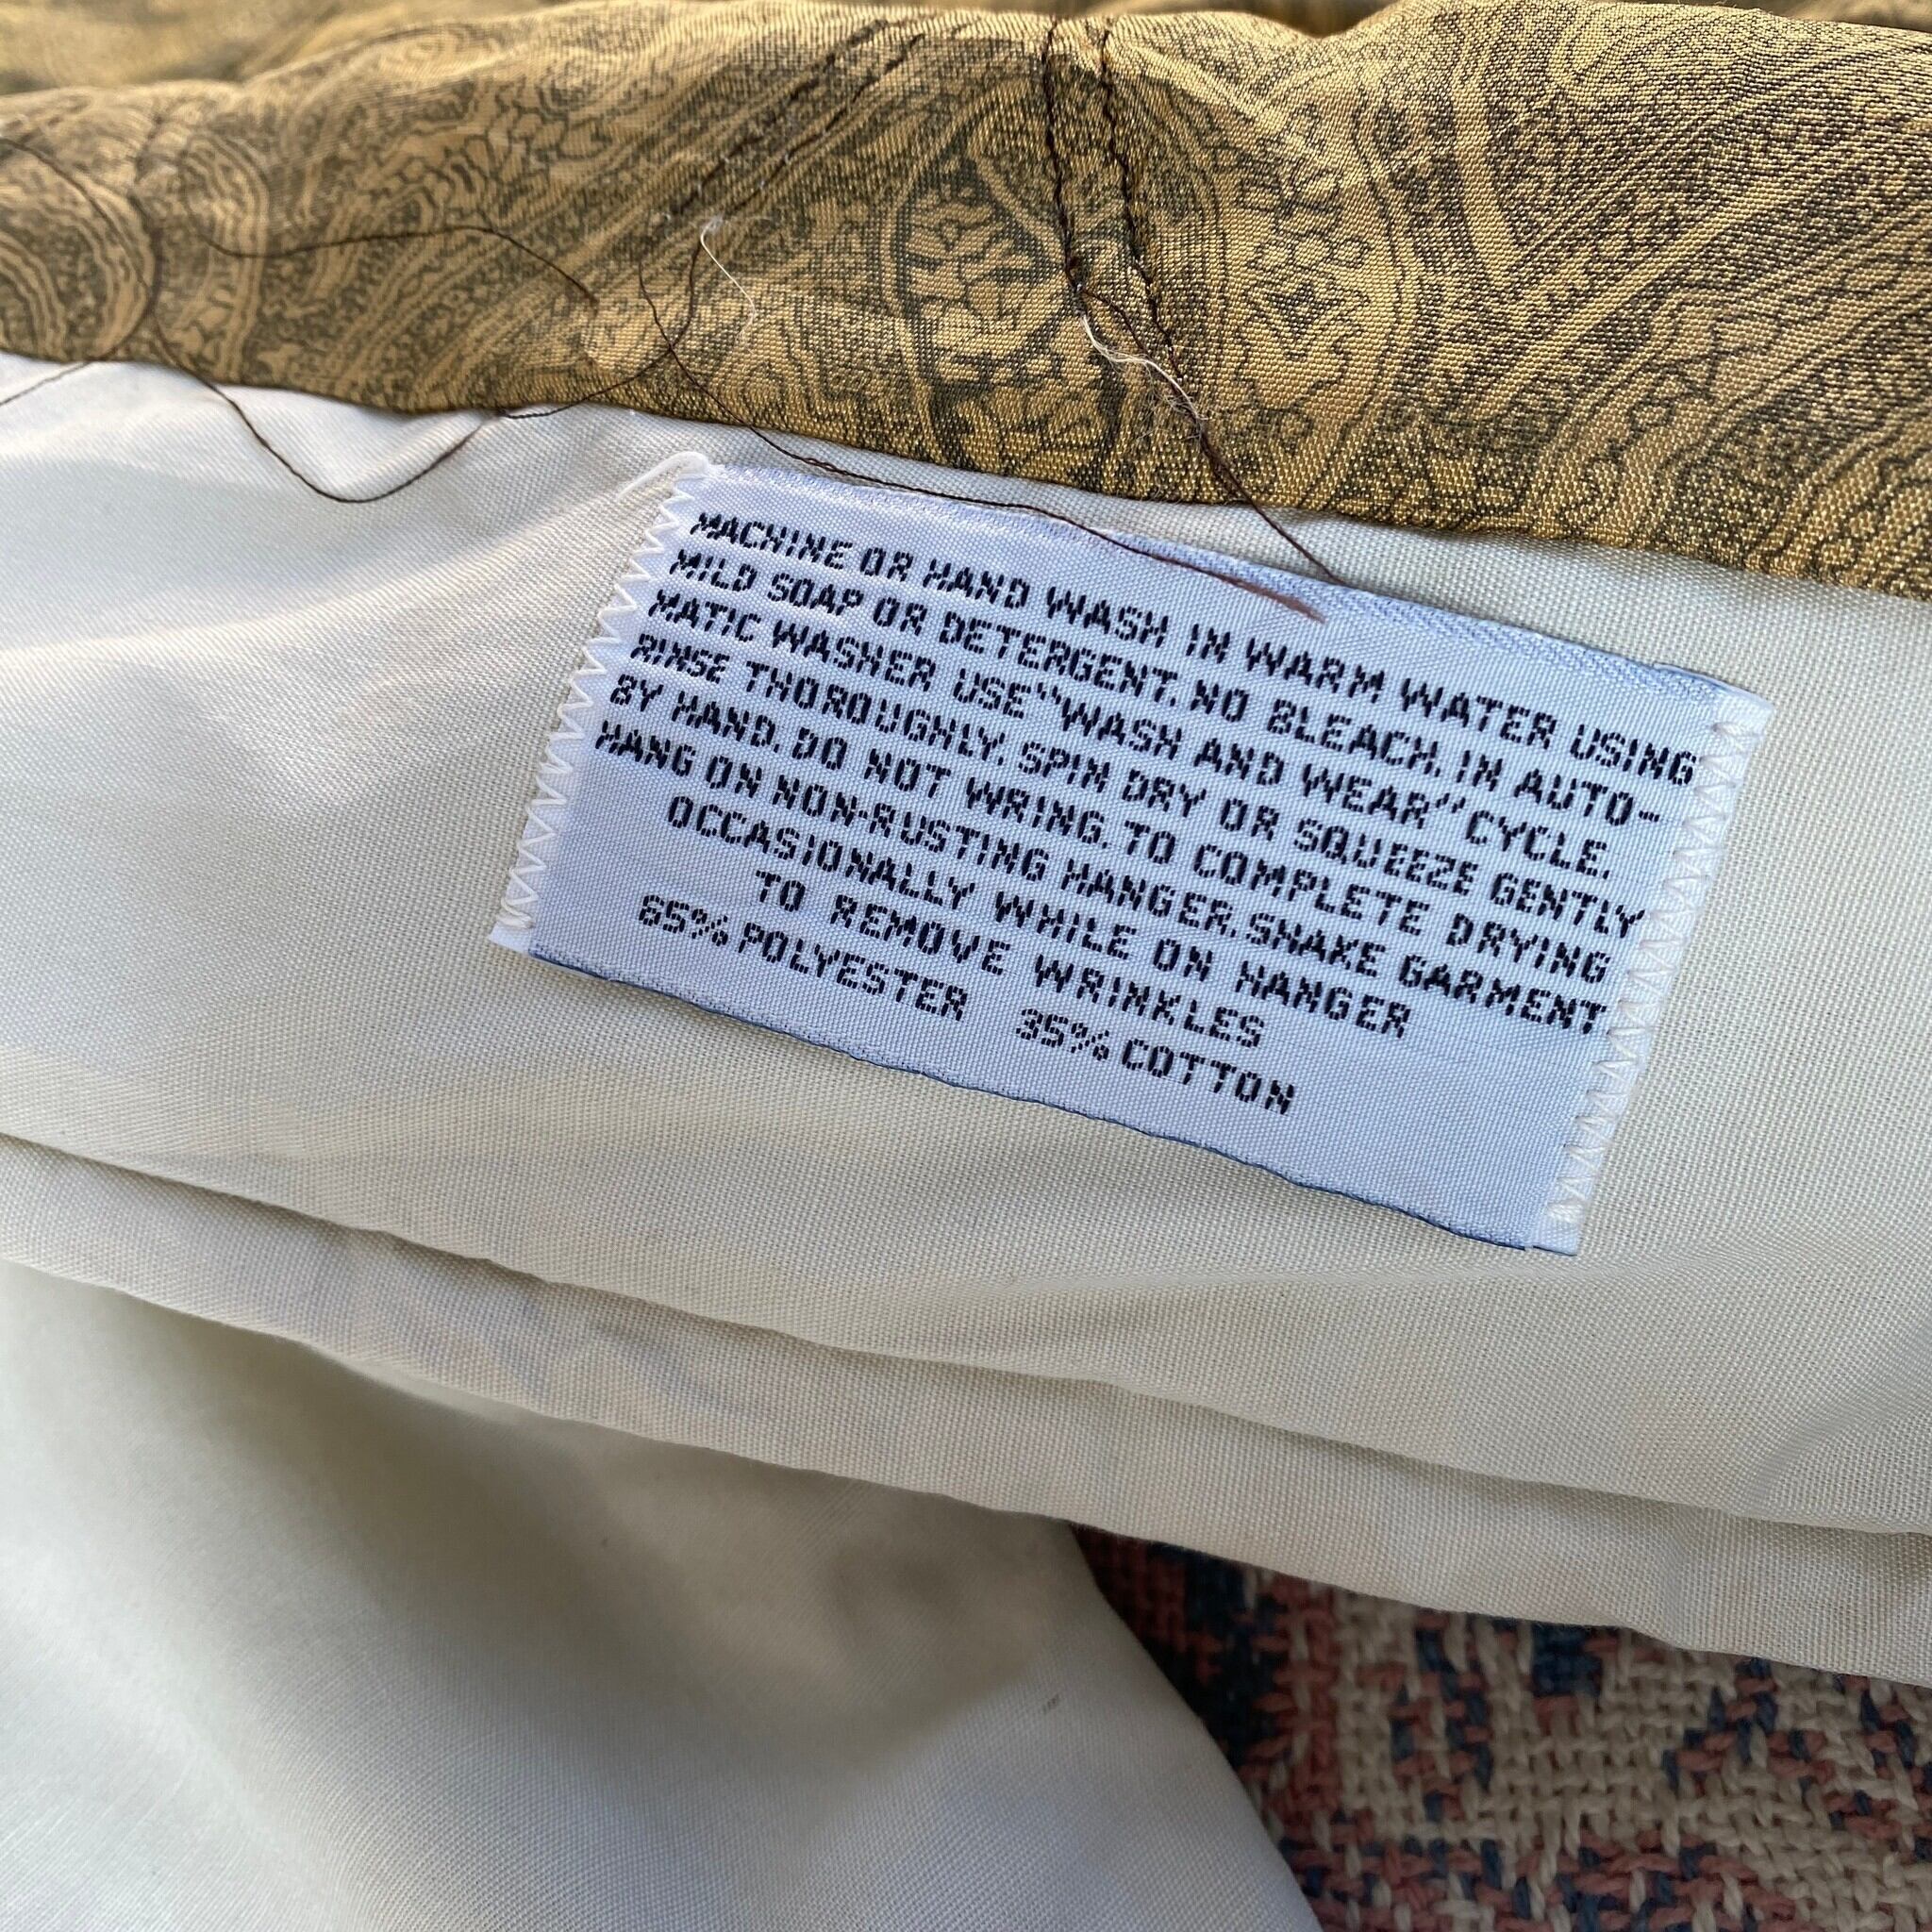 MACHINE OR HAND WASH IN WARM WATER USING
MILD SOAP OR DETERGENT. NO BLEACH. IN AUTO-
MATIC WASHER USE "WASH AND WEAR" CYCLE.
RINSE THOROUGHLY. SPIN DRY OR SQUEEZE GENTLY
BY HAND. DO NOT WRING. TO COMPLETE DRYING
HANG ON NON-RUSTING HANGER. SHAKE GARMENT
OCCASIONALLY WHILE ON HANGER
TO REMOVE WRINKLES
65% POLYESTER 35% COTTON